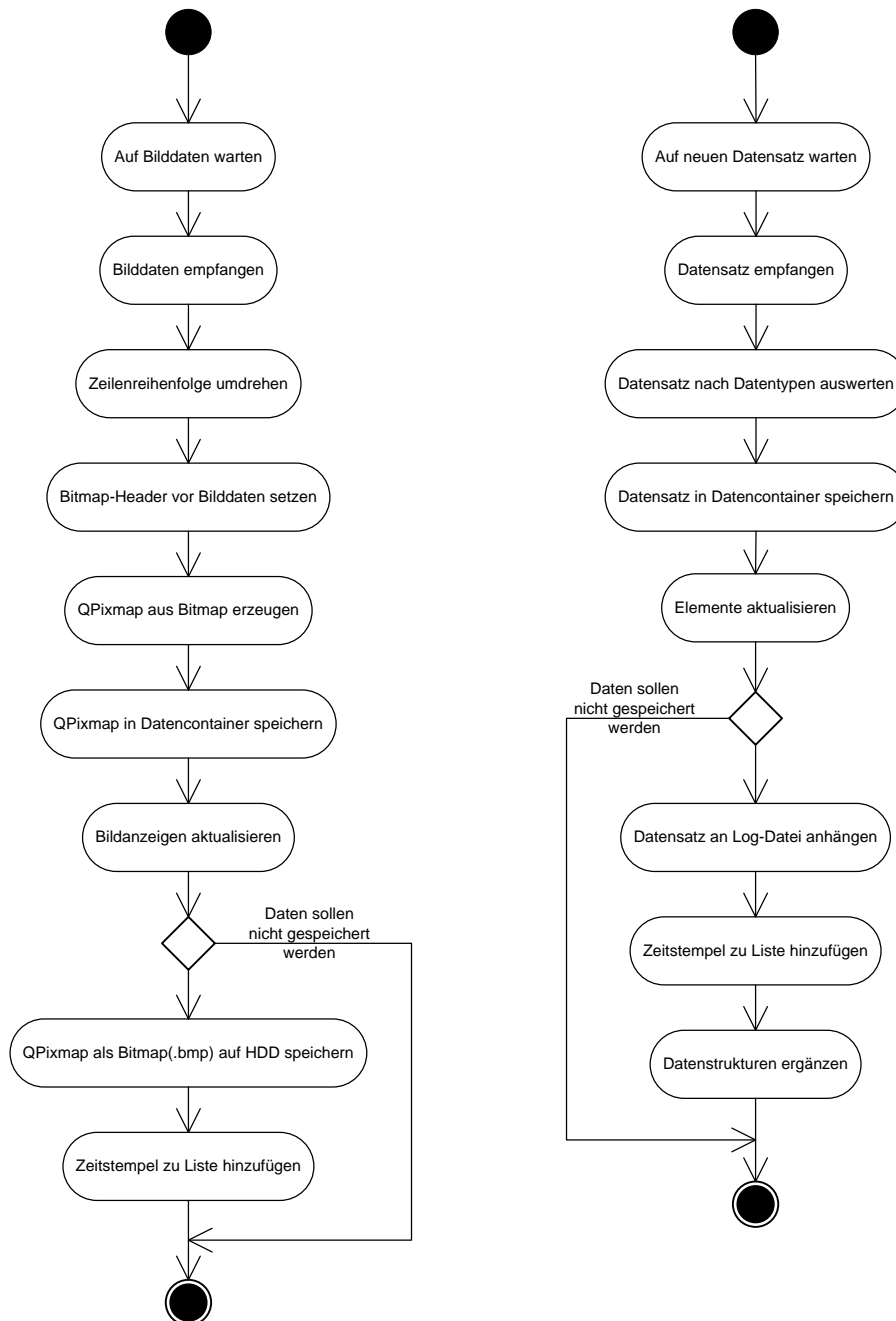 Auf Bilddaten warten
Bilddaten empfangen
Zeilenreihenfolge umdrehen
Bitmap-Header vor Bilddaten setzen
QPixmap aus Bitmap erzeugen
QPixmap in Datencontainer speichern
Bildanzeigen aktualisieren
Daten sollen
nicht gespeichert
werden
QPixmap als Bitmap(.bmp) auf HDD speichern
Zeitstempel zu Liste hinzufügen
Auf neuen Datensatz warten
Datensatz empfangen
Datensatz nach Datentypen auswerten
Datensatz in Datencontainer speichern
Elemente aktualisieren
Daten sollen
nicht gespeichert
werden
Datensatz an Log-Datei anhängen
Zeitstempel zu Liste hinzufügen
Datenstrukturen ergänzen